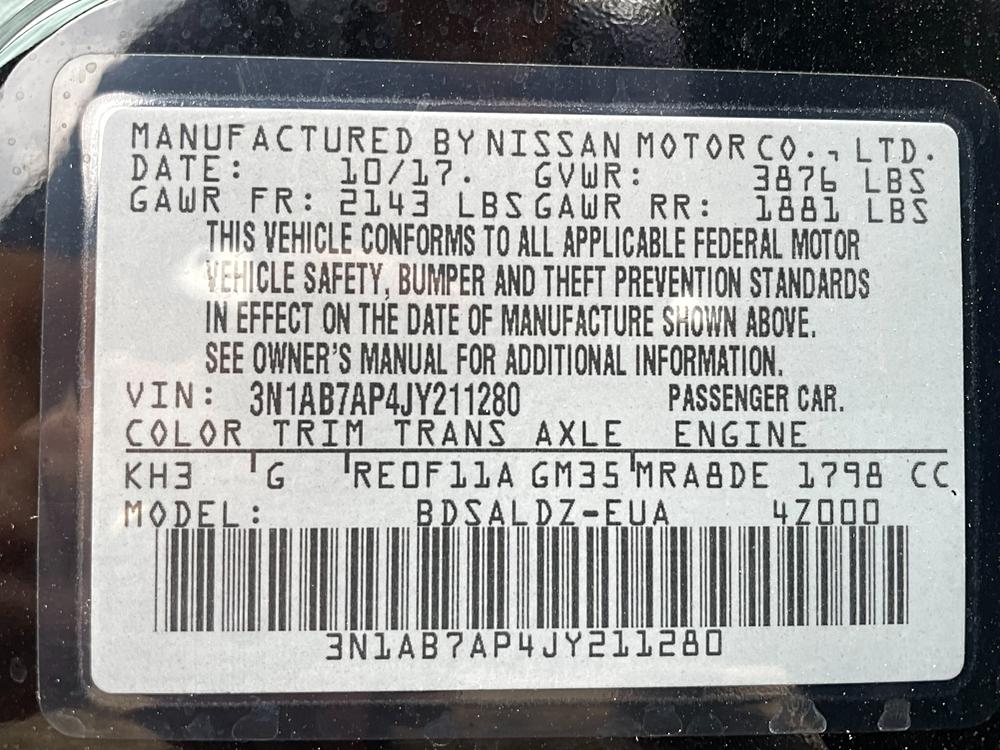 MANUFACTURED BY NISSAN MOTOR CO., LTD.
DATE: 10/17. GVWR: 3876 LBS
GAWR FR: 2143 LBS GAWR RR: 1881 LBS
THIS VEHICLE CONFORMS TO ALL APPLICABLE FEDERAL MOTOR
VEHICLE SAFETY, BUMPER AND THEFT PREVENTION STANDARDS
IN EFFECT ON THE DATE OF MANUFACTURE SHOWN ABOVE.
SEE OWNER'S MANUAL FOR ADDITIONAL INFORMATION.
VIN: 3N1AB7AP4JY211280 PASSENGER CAR.
COLOR TRIM TRANS AXLE ENGINE
KH3 G RE0F11A GM35 MRA8DE 1798 CC
MODEL: BDSALDZ-EUA 4Z000
3N1AB7AP4JY211280